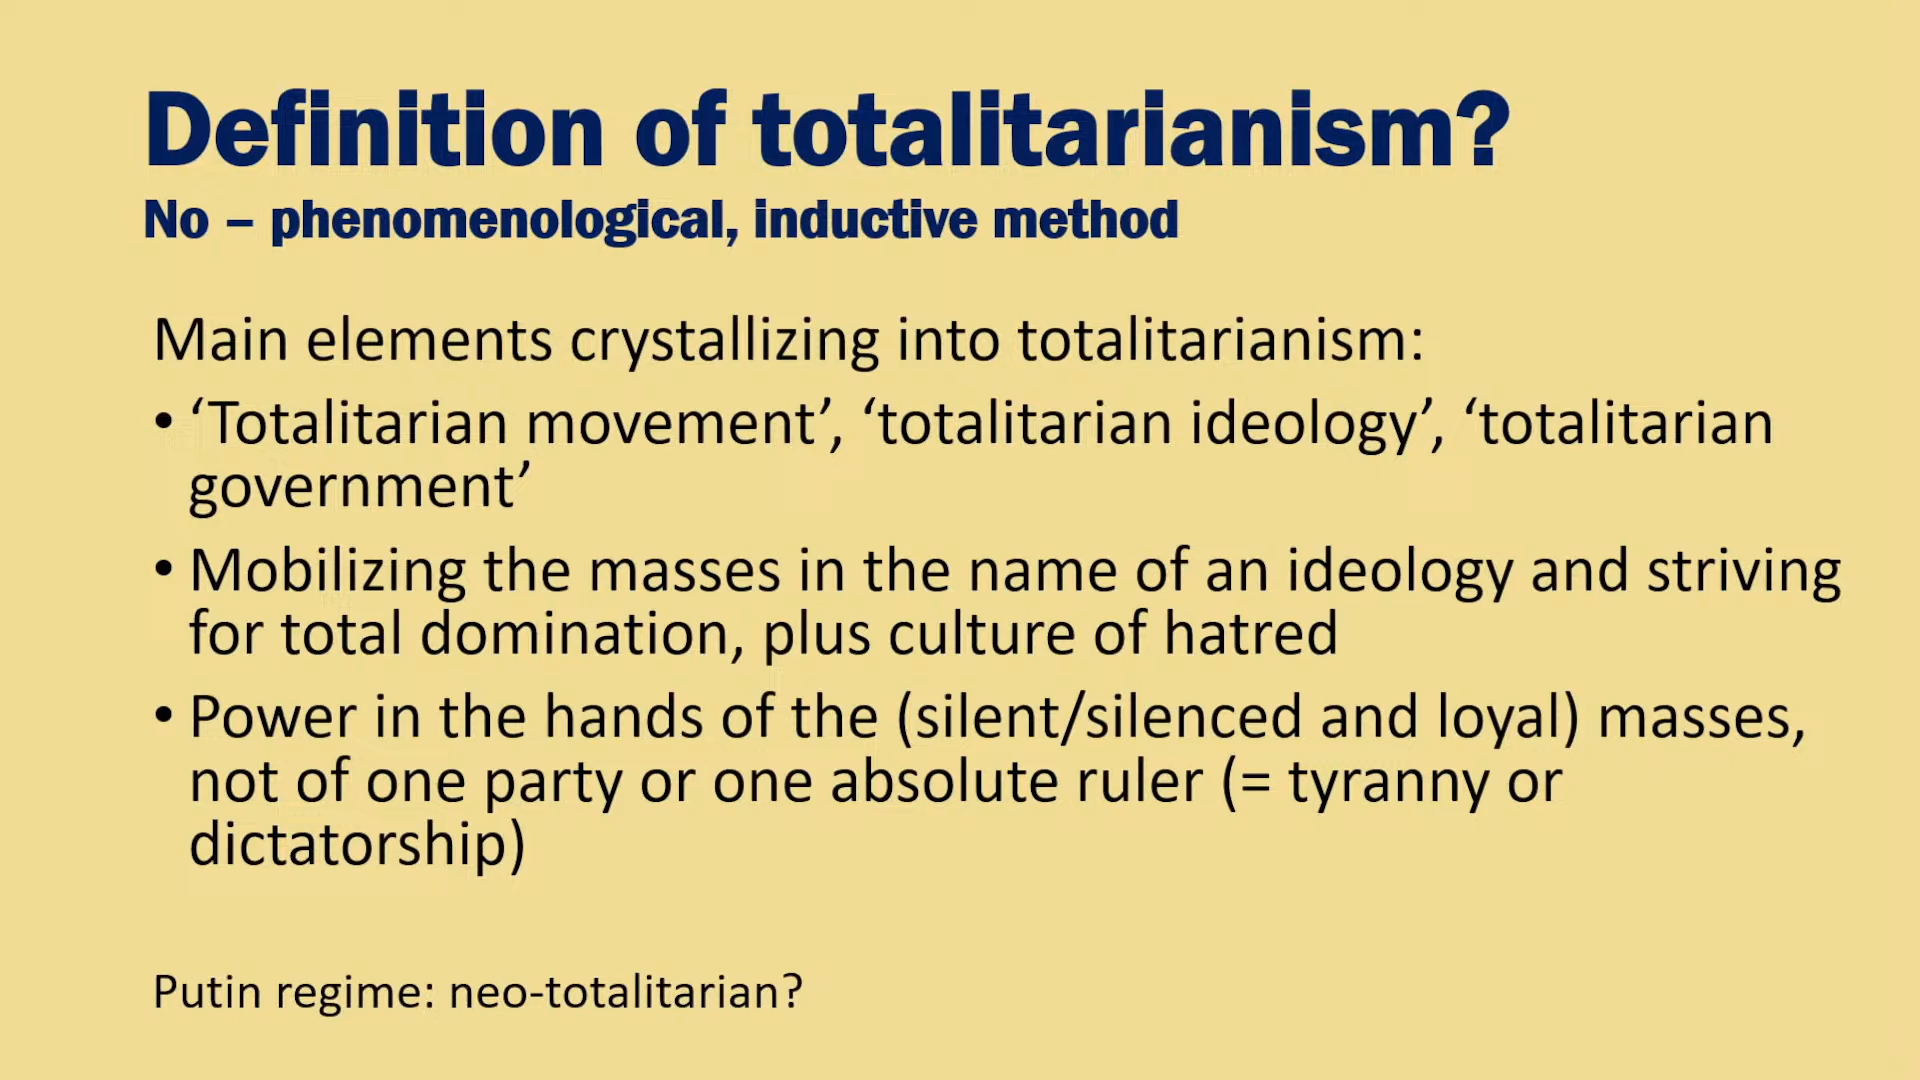 Definition of totalitarianism?
No – phenomenological, inductive method
Main elements crystallizing into totalitarianism:
• ‘Totalitarian movement’, ‘totalitarian ideology’, ‘totalitarian
government’
• Mobilizing the masses in the name of an ideology and striving
for total domination, plus culture of hatred
• Power in the hands of the (silent/silenced and loyal) masses,
not of one party or one absolute ruler (= tyranny or
dictatorship)
Putin regime: neo-totalitarian?